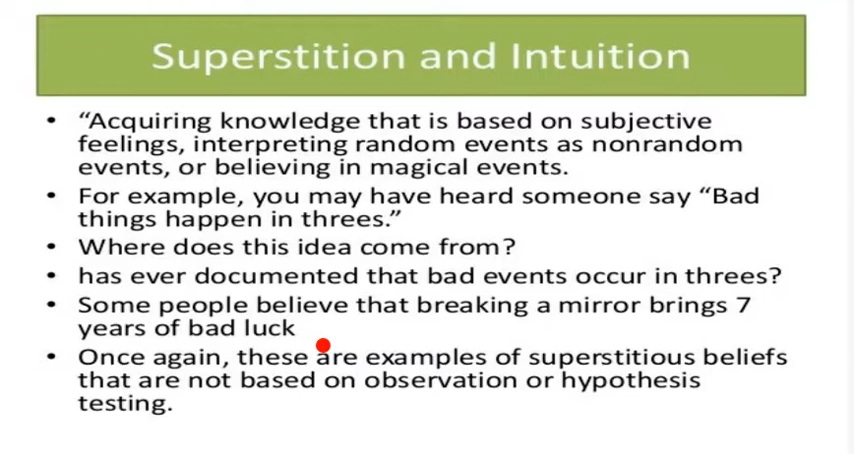 Superstition and Intuition
• “Acquiring knowledge that is based on subjective
feelings, interpreting random events as nonrandom
events, or believing in magical events.
• For example, you may have heard someone say “Bad
things happen in threes.”
• Where does this idea come from?
• has ever documented that bad events occur in threes?
• Some people believe that breaking a mirror brings 7
years of bad luck
• Once again, these are examples of superstitious beliefs
that are not based on observation or hypothesis
testing.